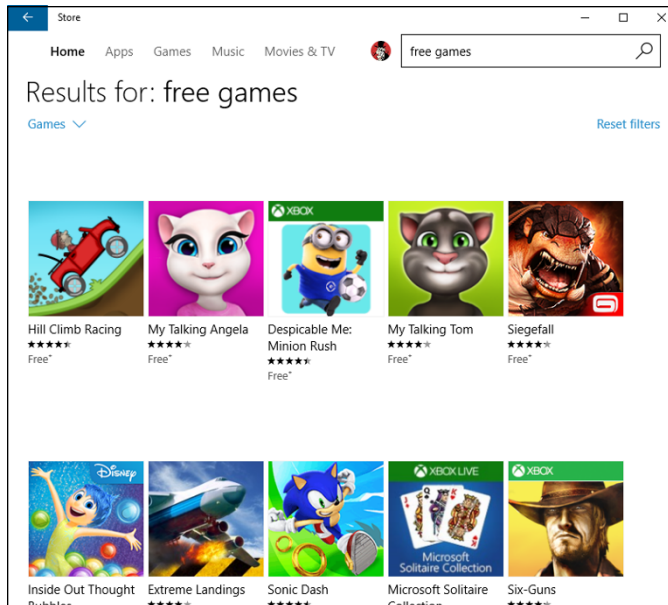 Store
Home Apps Games Music Movies & TV free games
Results for: free games
Games Reset filters
XBOX
Hill Climb Racing My Talking Angela Despicable Me: My Talking Tom Siegefall
Minion Rush
Free* Free* Free* Free*
Free*
Disney XBOX LIVE XBOX
Microsoft
Solitaire Collection
Inside Out Thought Extreme Landings Sonic Dash Microsoft Solitaire Six-Guns
Bubbles Collection